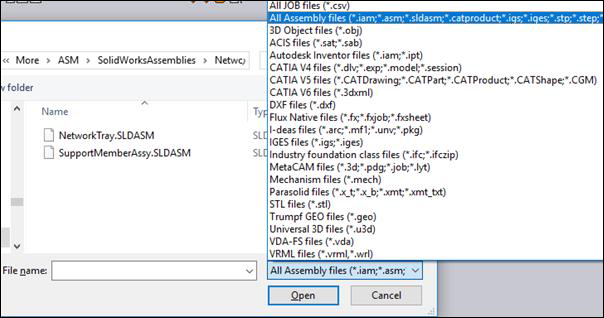 All JOB files (*.csv)
All Assembly files (*.iam;*.asm;*.sldasm;*.catproduct;*.igs;*.iges;*.stp;*.step;*
3D Object files (*.obj)
ACIS files (*.sat;*.sab)
Autodesk Inventor files (*.iam;*.ipt)
CATIA V4 files (*.dlv;*.exp;*.model;*.session)
CATIA V5 files (*.CATDrawing;*.CATPart;*.CATProduct;*.CATShape;*.CGM)
CATIA V6 files (*.3dxml)
DXF files (*.dxf)
Flux Native files (*.fx;*.fxjob;*.fxsheet)
I-deas files (*.arc;*.mf1;*.unv;*.pkg)
IGES files (*.igs;*.iges)
Industry foundation class files (*.ifc;*.ifczip)
MetaCAM files (*.3d;*.pdg;*.job;*.lyt)
Mechanism files (*.mech)
Parasolid files (*.x_t;*.x_b;*.xmt;*.xmt_txt)
STL files (*.stl)
Trumpf GEO files (*.geo)
Universal 3D files (*.u3d)
VDA-FS files (*.vda)
VRML files (*.vrml,*.wrl)
« More > ASM > SolidWorksAssemblies >
folder
Name
NetworkTray.SLDASM
SupportMemberAssy.SLDASM
File name:
All Assembly files (*.iam;*.asm;
Open
Cancel